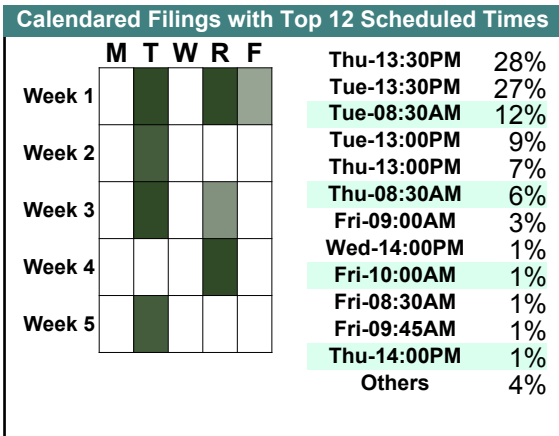 Calendared Filings with Top 12 Scheduled Times
M T W R F
Week 1
Week 2
Week 3
Week 4
Week 5
Thu-13:30PM 28%
Tue-13:30PM 27%
Tue-08:30AM 12%
Tue-13:00PM 9%
Thu-13:00PM 7%
Thu-08:30AM 6%
Fri-09:00AM 3%
Wed-14:00PM 1%
Fri-10:00AM 1%
Fri-08:30AM 1%
Fri-09:45AM 1%
Thu-14:00PM 1%
Others 4%